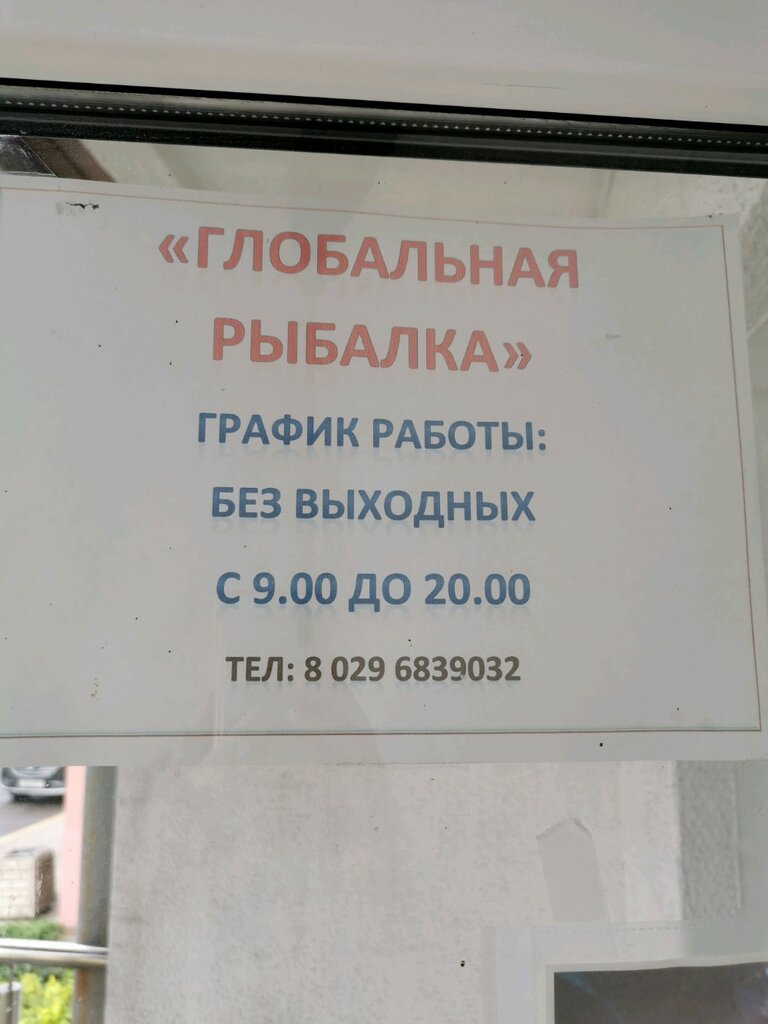 «ГЛОБАЛЬНАЯ
РЫБАЛКА»
ГРАФИК РАБОТЫ:
БЕЗ ВЫХОДНЫХ
С 9.00 ДО 20.00
ТЕЛ: 8 029 6839032